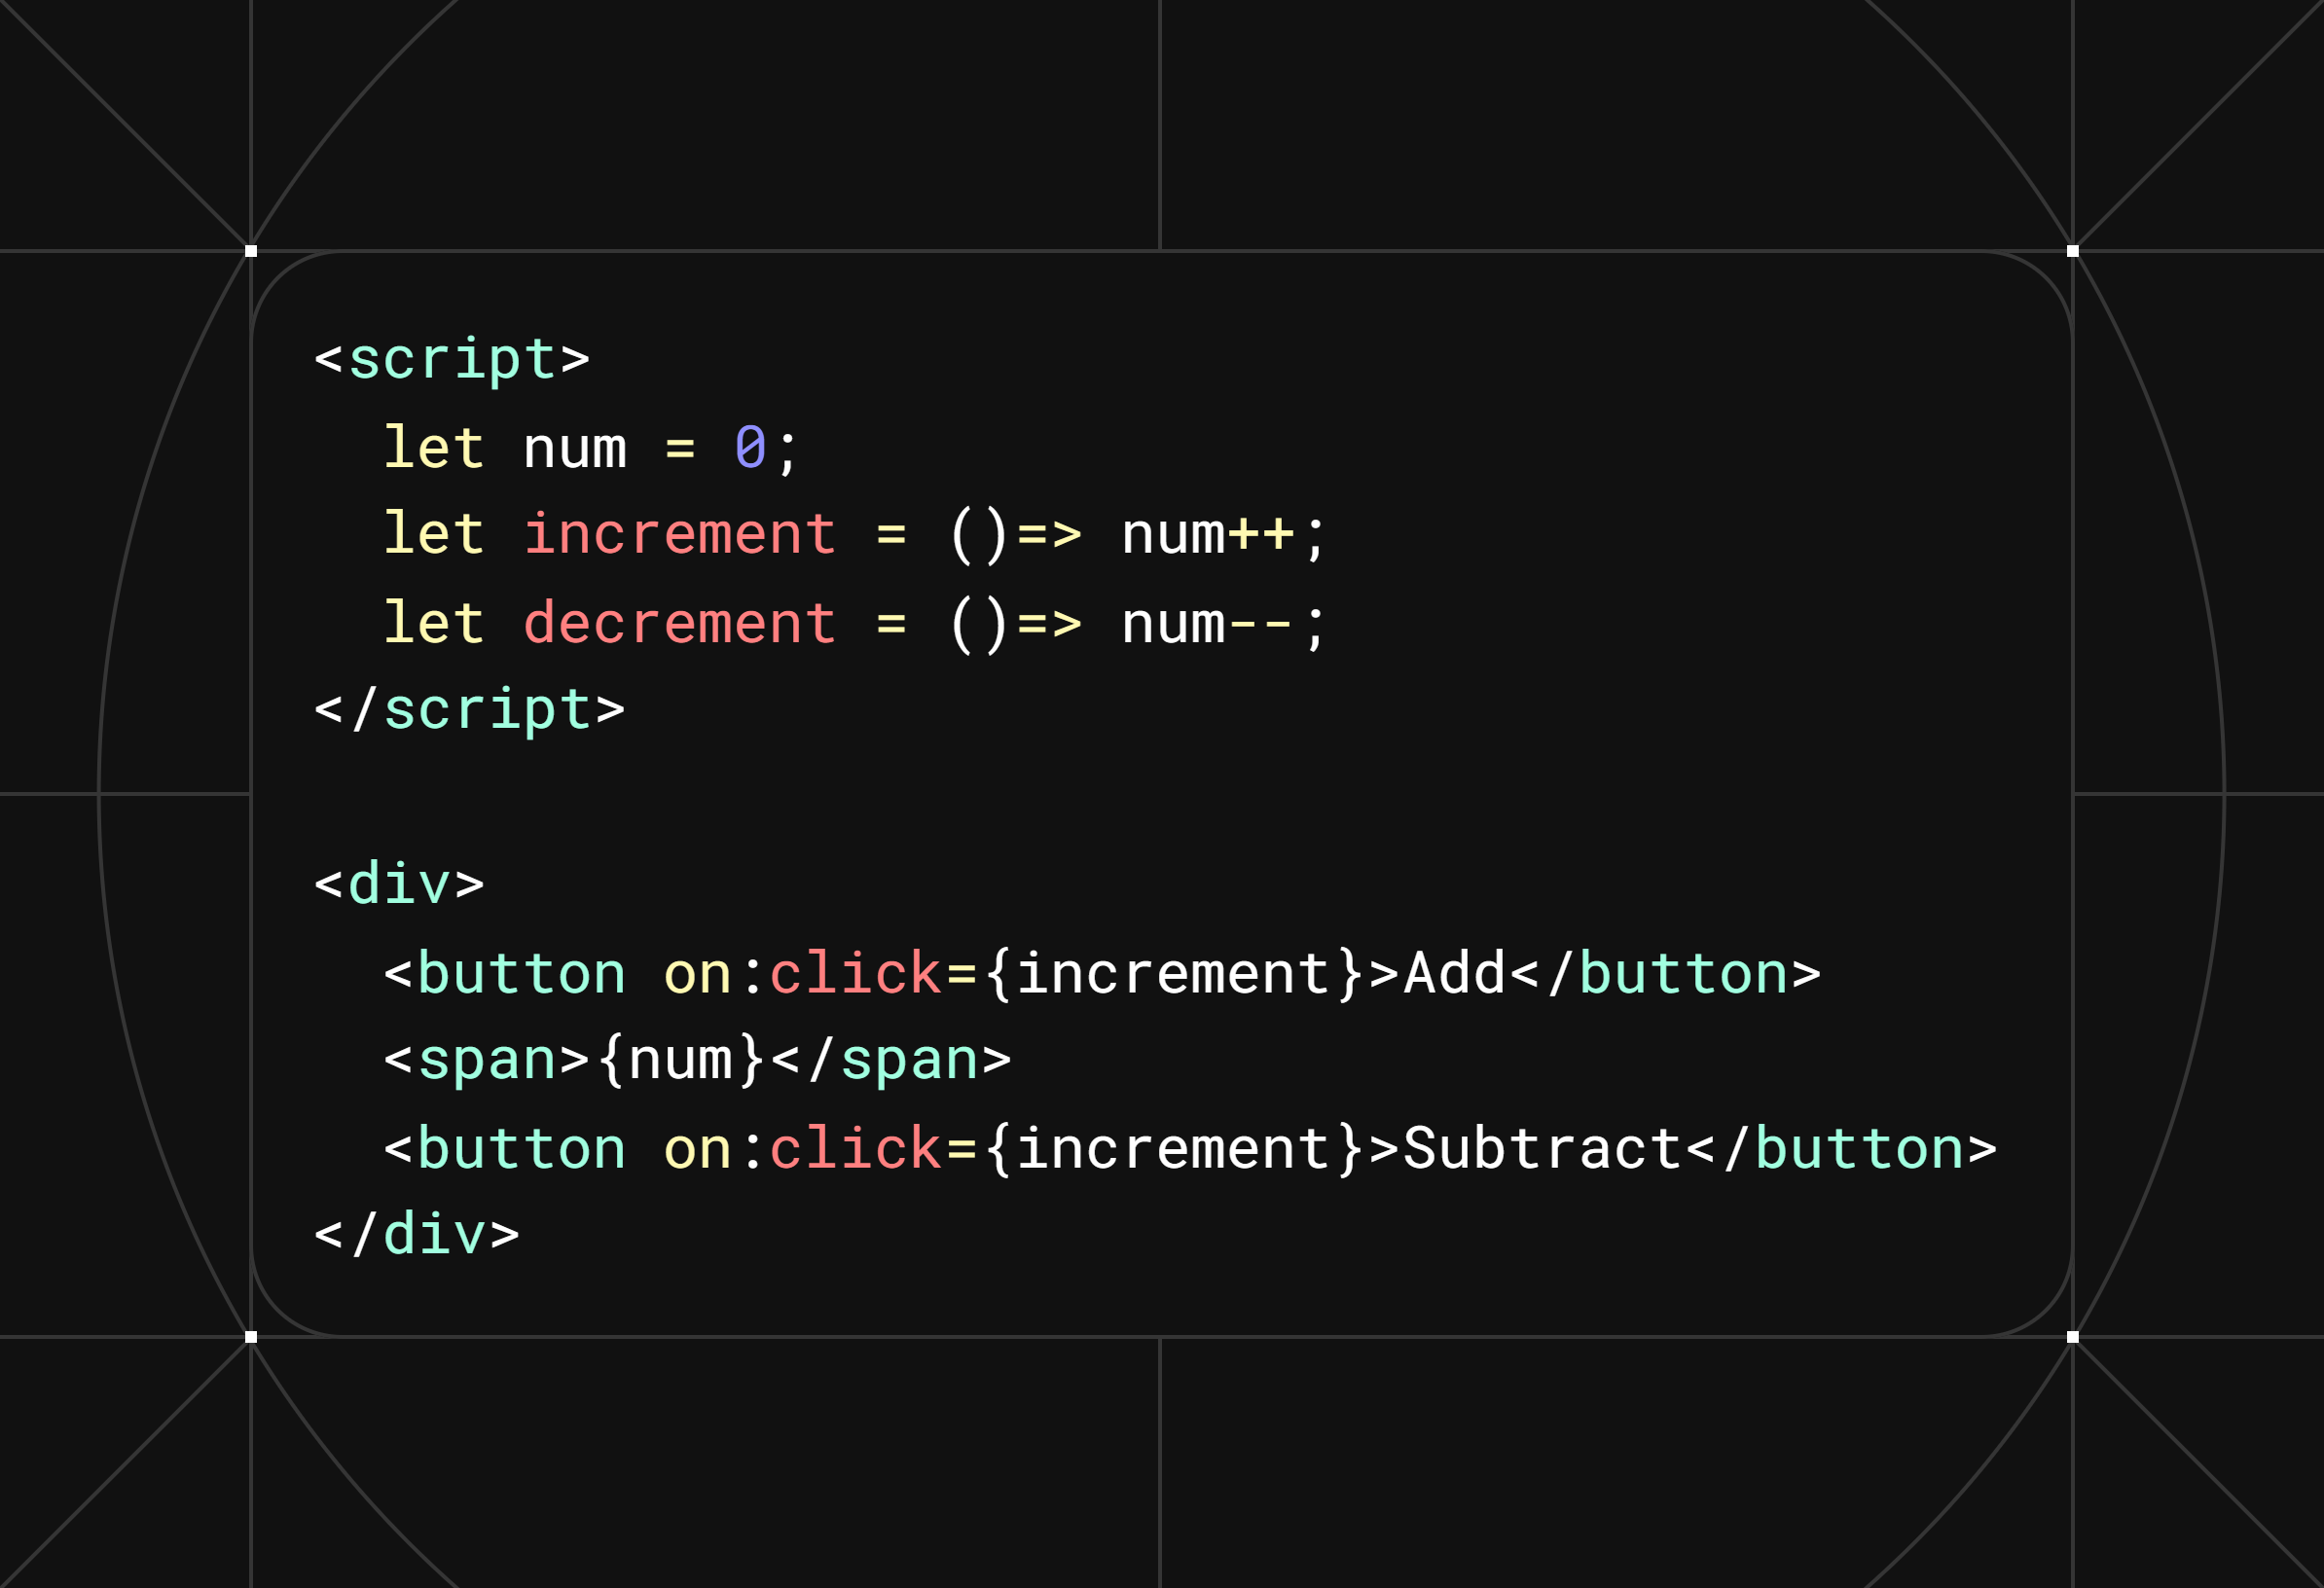 <script>
  let num = 0;
  let increment = ()=> num++;
  let decrement = ()=> num--;
</script>

<div>
  <button on:click={increment}>Add</button>
  <span>{num}</span>
  <button on:click={increment}>Subtract</button>
</div>